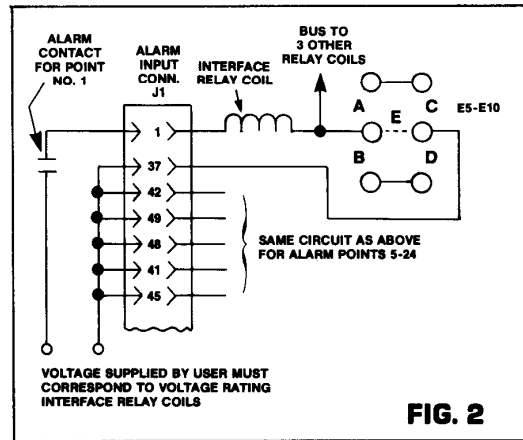 ALARM
CONTACT
FOR POINT
NO. 1
ALARM
INPUT
CONN.
J1
INTERFACE
RELAY COIL
BUS TO
3 OTHER
RELAY COILS
A
C
E5-E10
E
B
D
1
37
42
49
48
41
45
SAME CIRCUIT AS ABOVE
FOR ALARM POINTS 5-24
VOLTAGE SUPPLIED BY USER MUST
CORRESPOND TO VOLTAGE RATING
INTERFACE RELAY COILS
FIG. 2